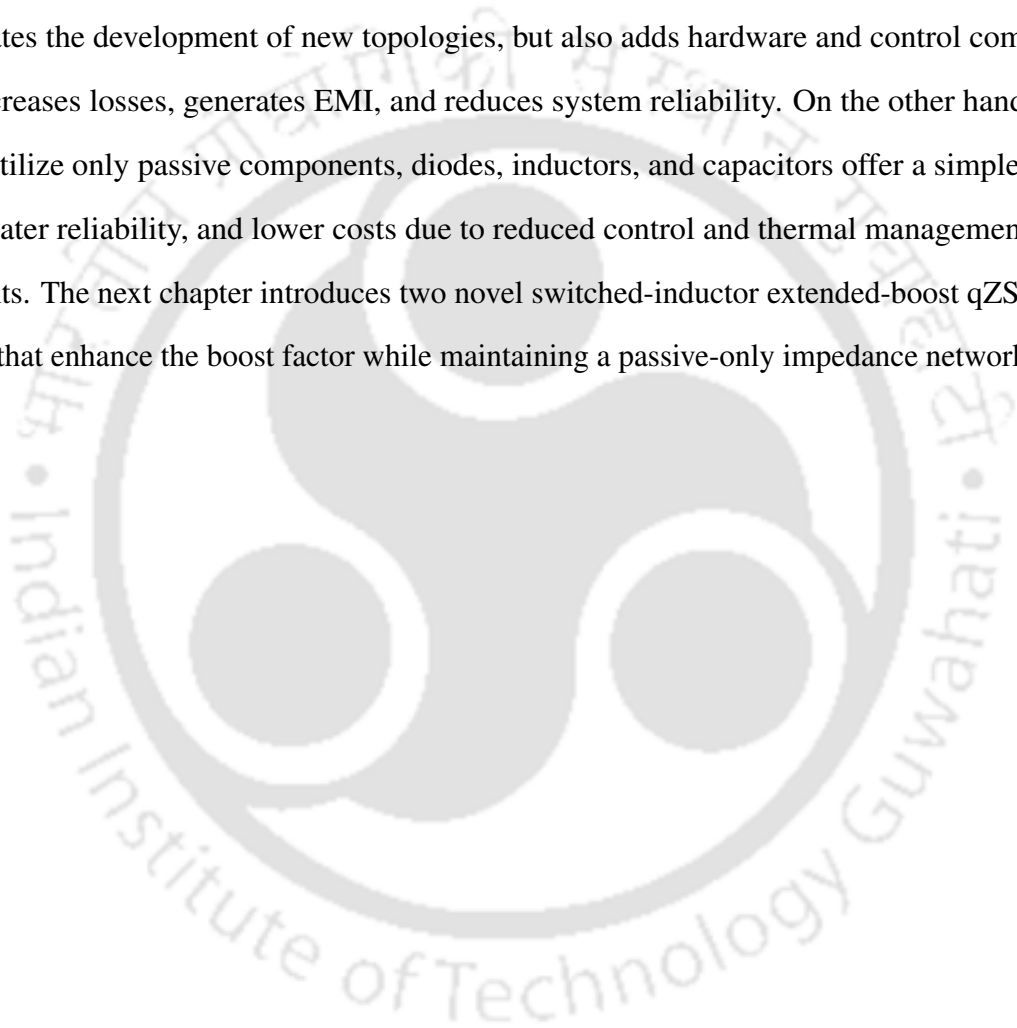 ates the development of new topologies, but also adds hardware and control com
creases losses, generates EMI, and reduces system reliability. On the other hand
tilize only passive components, diodes, inductors, and capacitors offer a simple
ater reliability, and lower costs due to reduced control and thermal managemen
ts. The next chapter introduces two novel switched-inductor extended-boost qZS
that enhance the boost factor while maintaining a passive-only impedance network
• Indian Institute of Technology Guwahati •